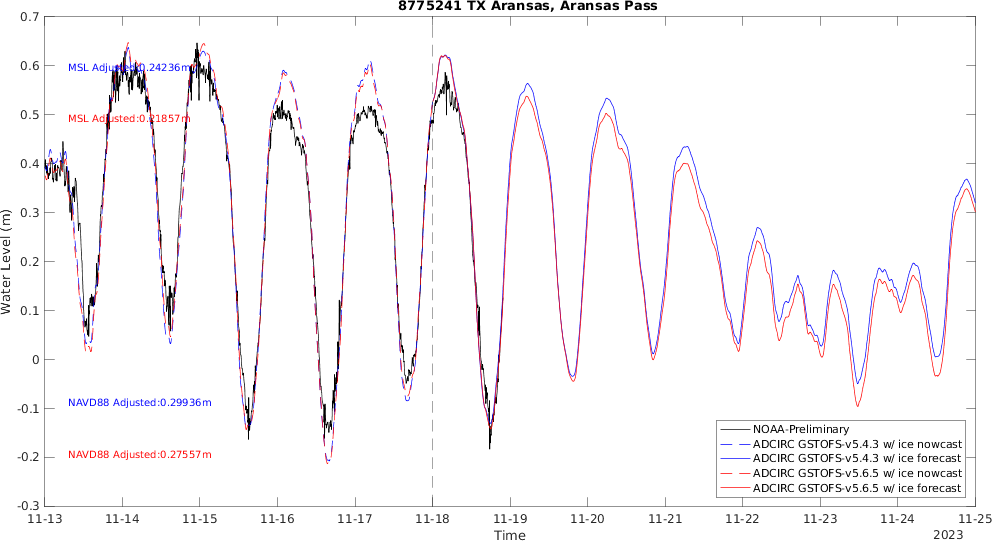 8775241 TX Aransas, Aransas Pass
0.7
0.6
0.5
0.4
0.3
0.2
0.1
0
-0.1
-0.2
-0.3
Water Level (m)
MSL Adjusted:0.24236m
MSL Adjusted:0.21857m
NAVD88 Adjusted:0.29936m
NAVD88 Adjusted:0.27557m
NOAA-Preliminary
ADCIRC GSTOFS-v5.4.3 w/ ice nowcast
ADCIRC GSTOFS-v5.4.3 w/ ice forecast
ADCIRC GSTOFS-v5.6.5 w/ ice nowcast
ADCIRC GSTOFS-v5.6.5 w/ ice forecast
11-13 11-14 11-15 11-16 11-17 11-18 11-19 11-20 11-21 11-22 11-23 11-24 11-25
Time
2023